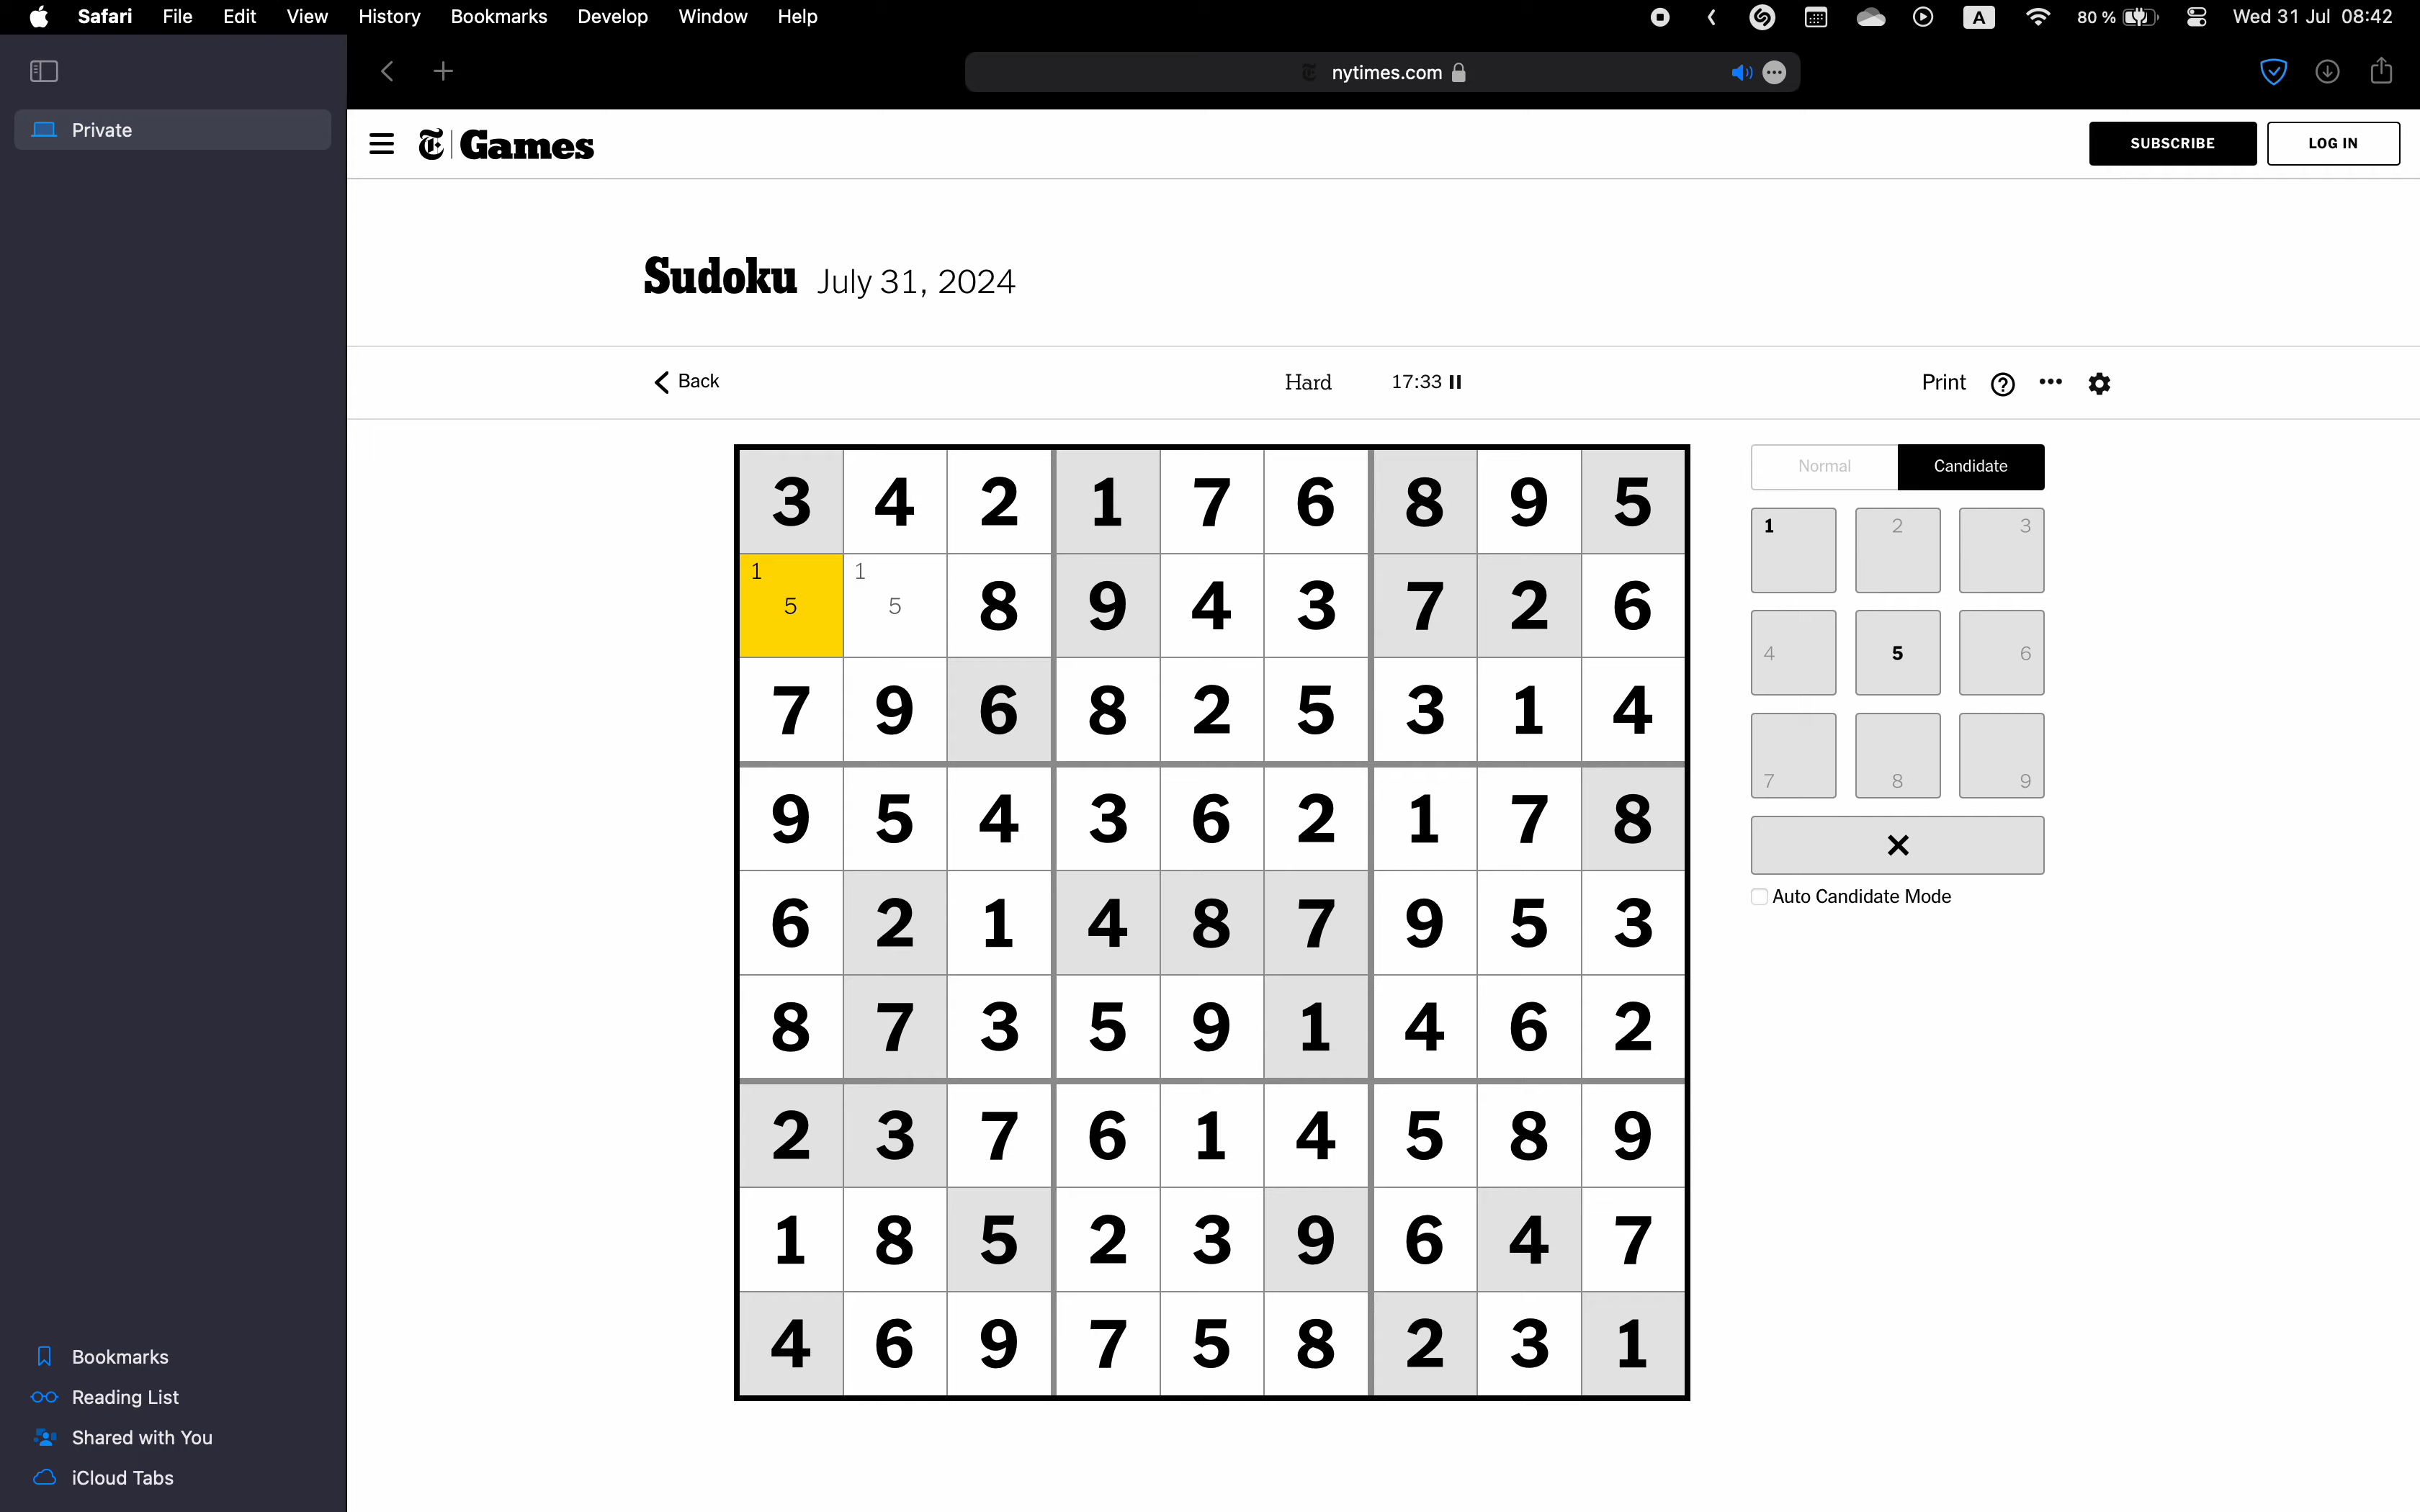 Safari File Edit View History Bookmarks Develop Window Help A 80 % Wed 31 Jul 08:42
nytimes.com
Private
T Games
SUBSCRIBE
LOG IN
Sudoku July 31, 2024
Back
Hard
17:33
Print
Normal Candidate
3 4 2 1 7 6 8 9 5
1 5 1 5 8 9 4 3 7 2 6
7 9 6 8 2 5 3 1 4
9 5 4 3 6 2 1 7 8
6 2 1 4 8 7 9 5 3
8 7 3 5 9 1 4 6 2
2 3 7 6 1 4 5 8 9
1 8 5 2 3 9 6 4 7
4 6 9 7 5 8 2 3 1
1 2 3
4 5 6
7 8 9
Auto Candidate Mode
Bookmarks
Reading List
Shared with You
iCloud Tabs